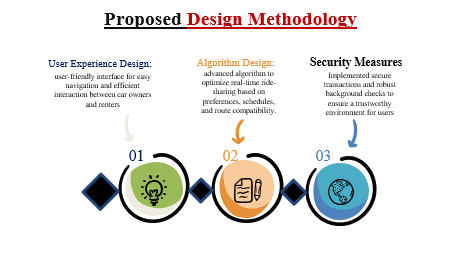 Proposed Design Methodology
User Experience Design:
user-friendly interface for easy
navigation and efficient
interaction between car owners
and renters
Algorithm Design:
advanced algorithm to
optimize real-time ride-
sharing based on
preferences, schedules,
and route compatibility.
Security Measures
Implemented secure
transactions and robust
background checks to
ensure a trustworthy
environment for users
01
02
03